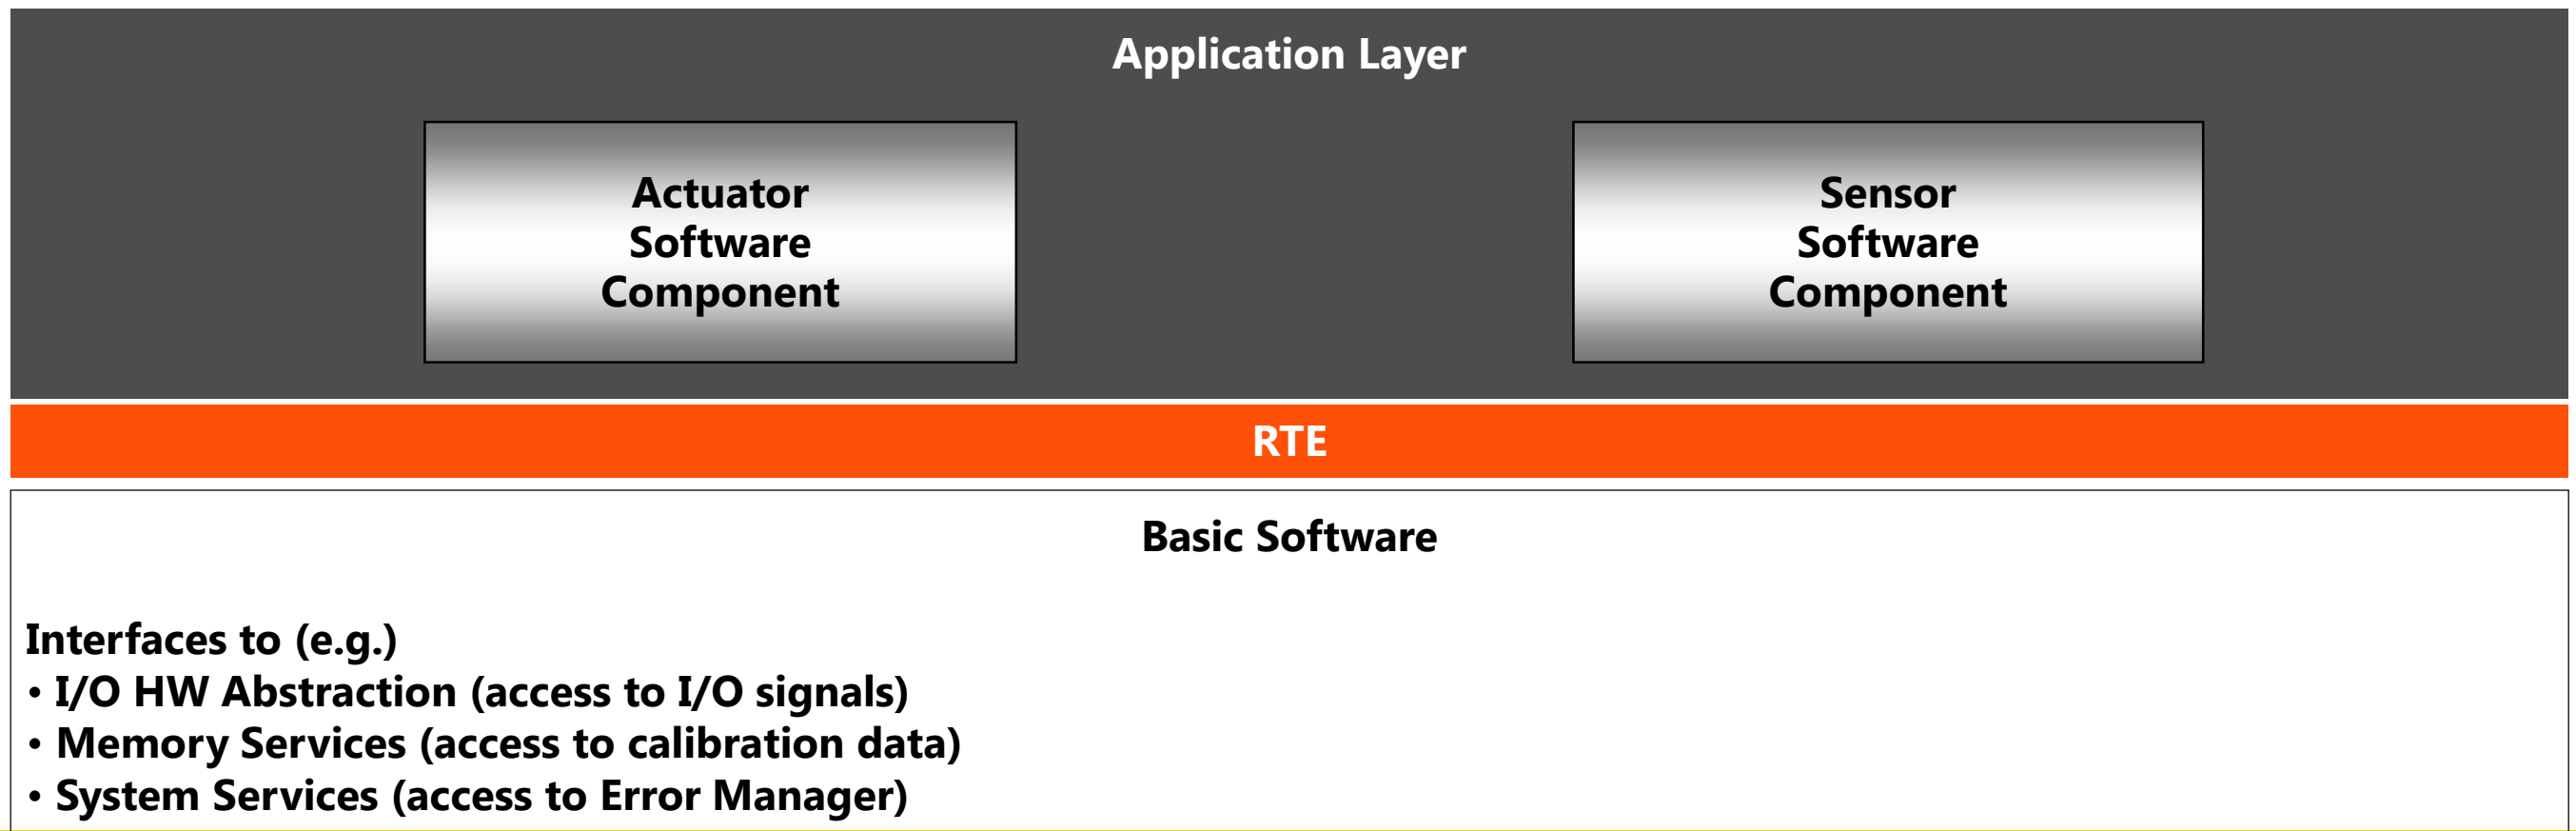 Application Layer
Actuator
Software
Component
Sensor
Software
Component
RTE
Basic Software
Interfaces to (e.g.)
• I/O HW Abstraction (access to I/O signals)
• Memory Services (access to calibration data)
• System Services (access to Error Manager)